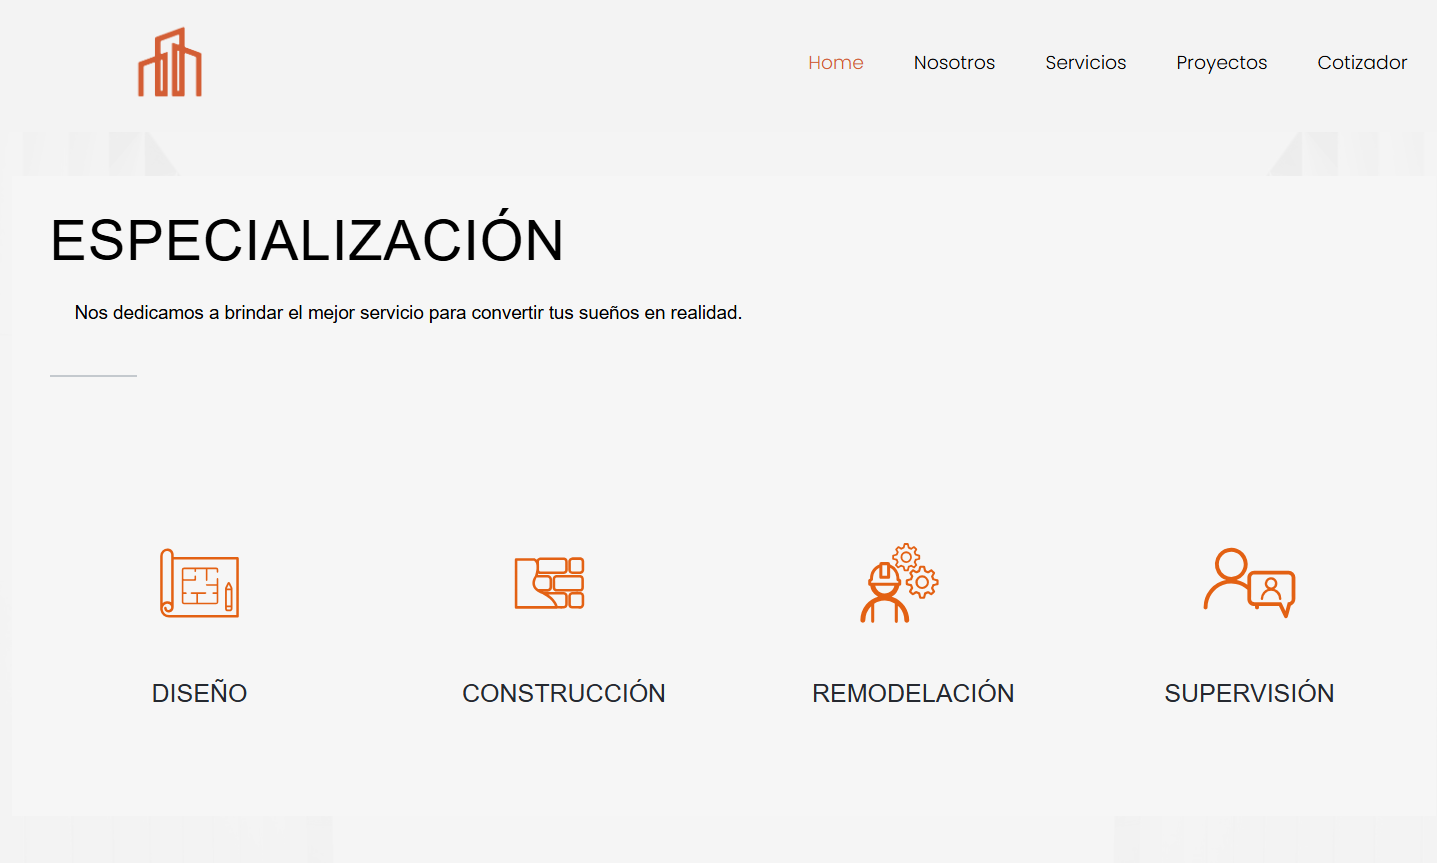 Home Nosotros Servicios Proyectos Cotizador
ESPECIALIZACIÓN
Nos dedicamos a brindar el mejor servicio para convertir tus sueños en realidad.
DISEÑO CONSTRUCCIÓN REMODELACIÓN SUPERVISIÓN